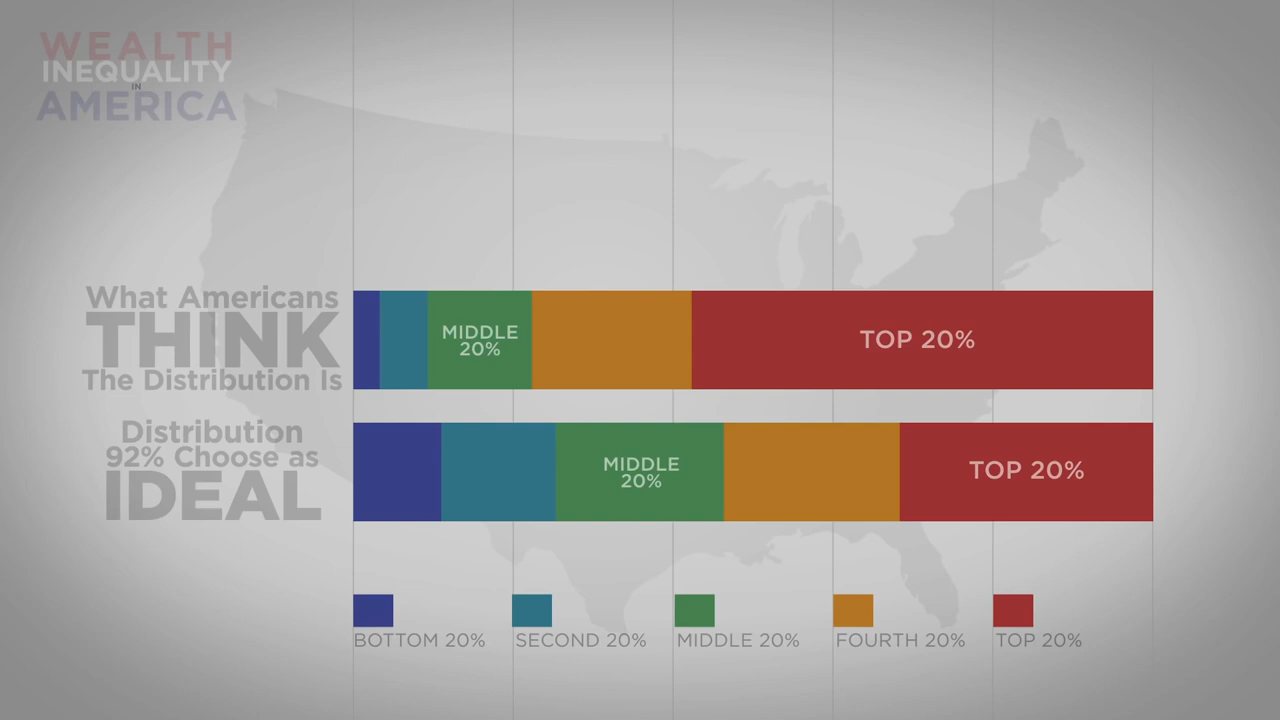 WEALTH
INEQUALITY
IN
AMERICA
What Americans
THINK
The Distribution Is
MIDDLE
20%
TOP 20%
Distribution
92% Choose as
IDEAL
MIDDLE
20%
TOP 20%
BOTTOM 20%
SECOND 20%
MIDDLE 20%
FOURTH 20%
TOP 20%